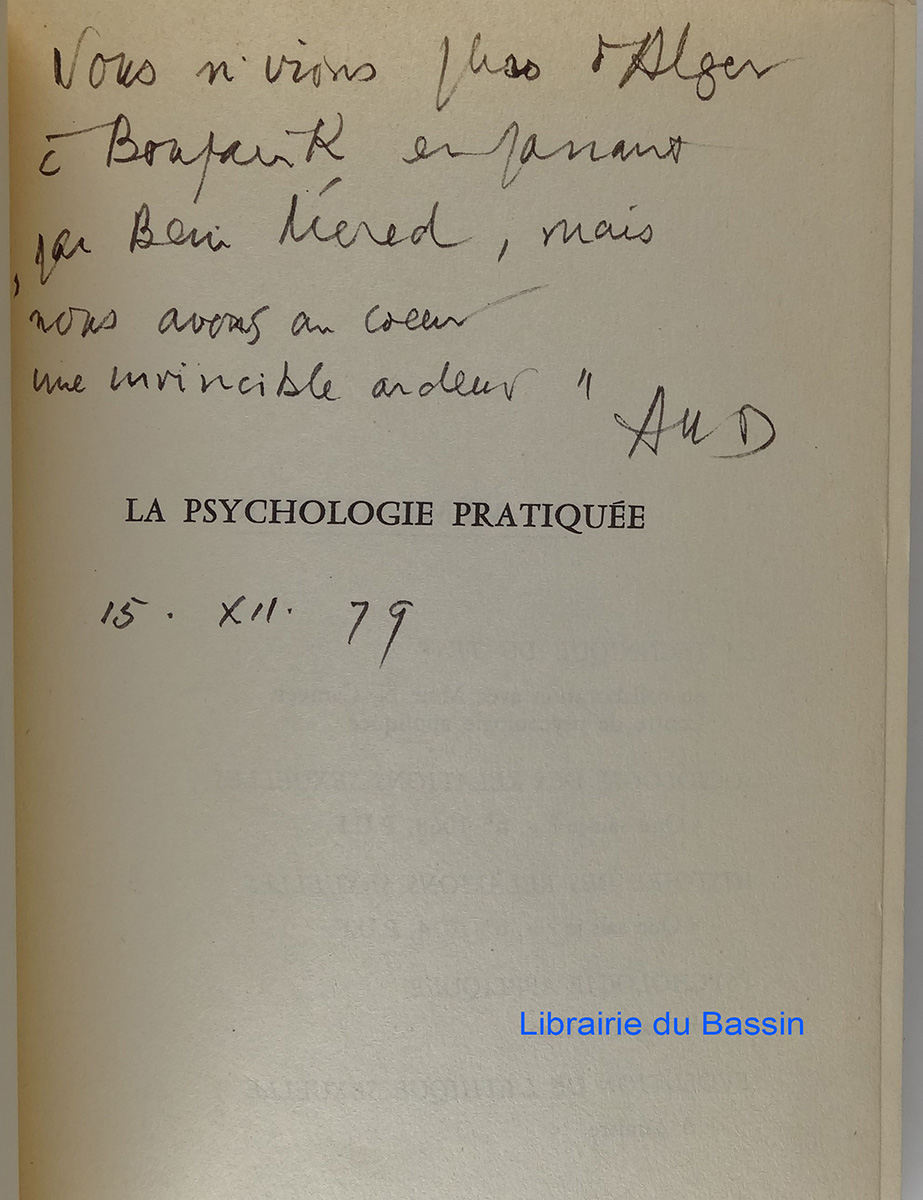 Nous n'irons plus d'Alger
à Boufarik en passant
par Beni Méred, mais
nous avons au coeur
une invincible ardeur "
LA PSYCHOLOGIE PRATIQUÉE
15. XII. 79
Librairie du Bassin